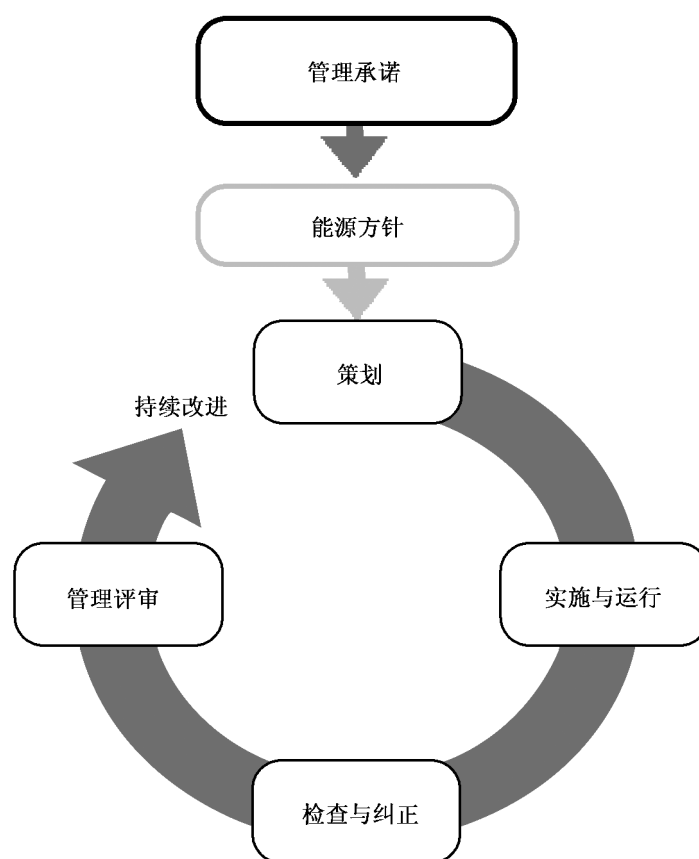 管理承诺
能源方针
策划
持续改进
管理评审
实施与运行
检查与纠正